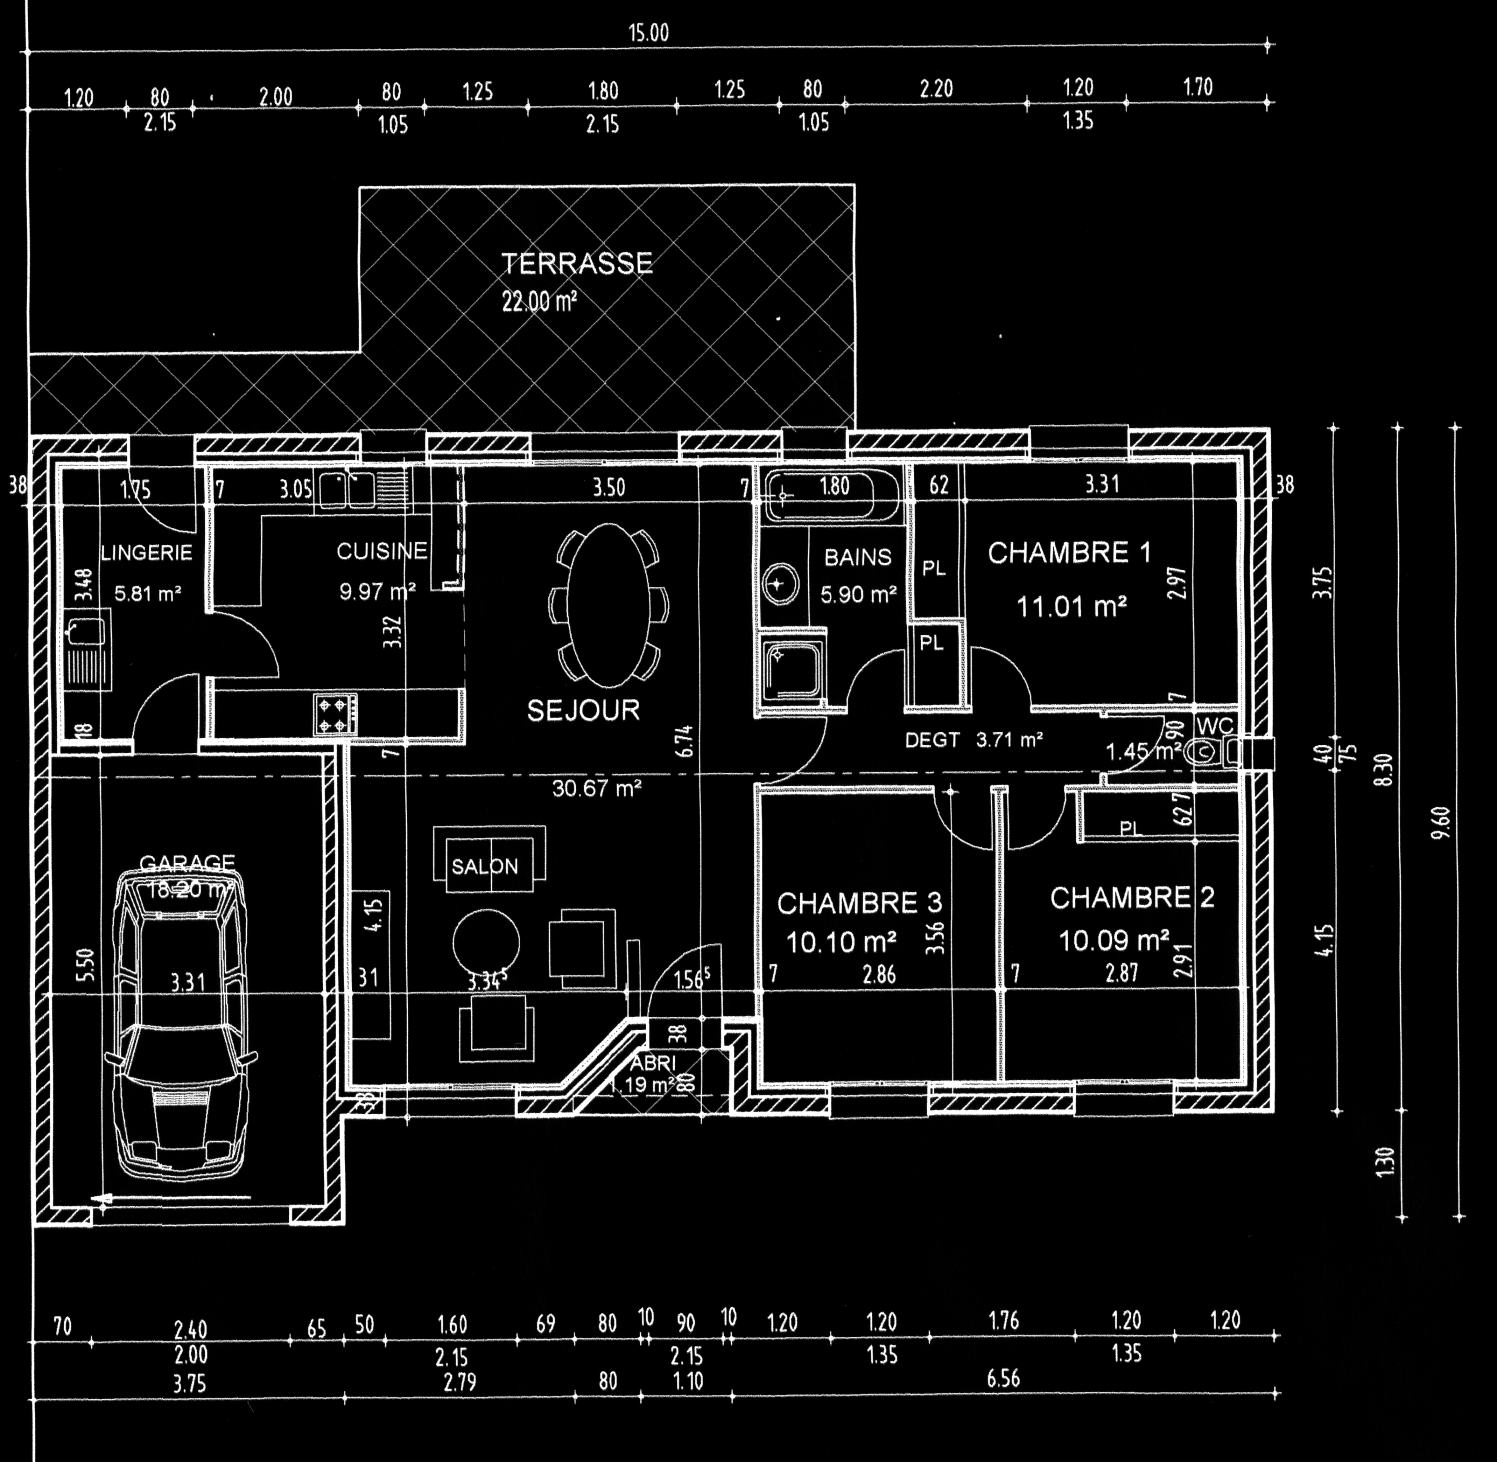 15.00
1.20 80 2.00 80 1.25 1.80 1.25 80 2.20 1.20 1.70
2.15 1.05 2.15 1.05 1.35
TERRASSE
22.00 m²
38 1.75 7 3.05 3.50 7 1.80 62 3.31 38
LINGERIE
5.81 m²
3.48
18
CUISINE
9.97 m²
3.32
7
BAINS
5.90 m²
PL
PL
CHAMBRE 1
11.01 m²
2.97
7
3.75
SEJOUR
6.74
30.67 m²
DEGT 3.71 m²
WC
90
1.45 m²
40
75
8.30
9.60
7
62
PL
GARAGE
18.20 m²
5.50
3.31
SALON
4.15
31
3.34⁵
1.56⁵
CHAMBRE 3
10.10 m²
3.56
7 2.86
CHAMBRE 2
10.09 m²
2.91
7 2.87
4.15
38
ABRI
1.19 m²
80
38
1.30
70 2.40 65 50 1.60 69 80 10 90 10 1.20 1.20 1.76 1.20 1.20
2.00 2.15 2.15 1.35 1.35
3.75 2.79 80 1.10 6.56